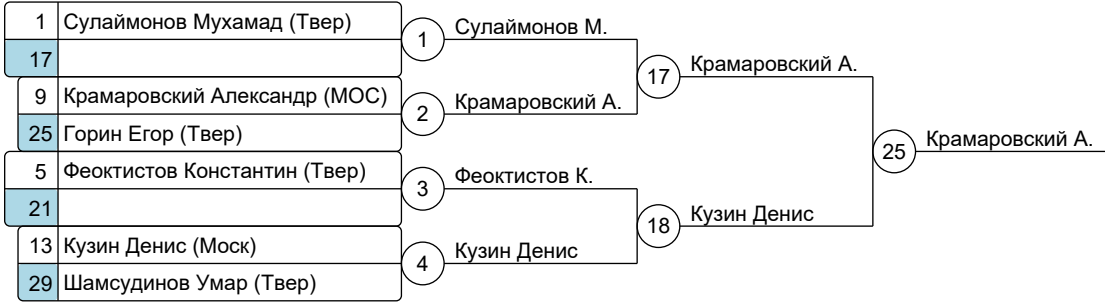 1 Сулаймонов Мухамад (Твер)
17
1
Сулаймонов М.
9 Крамаровский Александр (МОС)
25 Горин Егор (Твер)
2
Крамаровский А.
17
Крамаровский А.
5 Феоктистов Константин (Твер)
21
3
Феоктистов К.
13 Кузин Денис (Моск)
29 Шамсудинов Умар (Твер)
4
Кузин Денис
18
Кузин Денис
25
Крамаровский А.